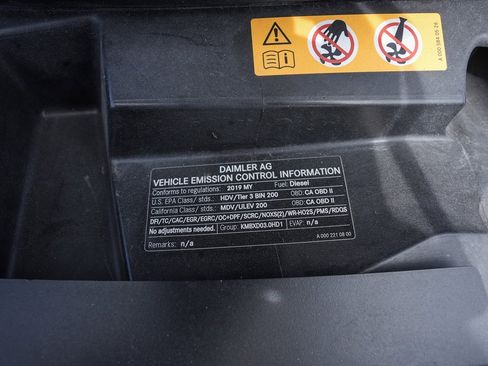 A 000 584 05 28
DAIMLER AG
VEHICLE EMISSION CONTROL INFORMATION
Conforms to regulations: 2019 MY Fuel: Diesel
U.S. EPA Class/ stds.: HDV/Tier 3 BIN 200 OBD: CA OBD II
California Class/ stds.: MDV/ULEV 200 OBD: CA OBD II
DFI/TC/CAC/EGR/EGRC/OC+DPF/SCRC/NOXS(2)/WR-HO2S/PMS/RDQS
No adjustments needed. Group: KMBXD03.0HD1 EVAP: n/a
Remarks: n/a A 000 221 08 00